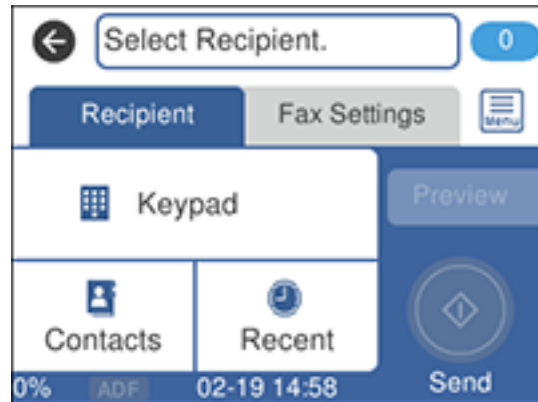 Select Recipient.
0
Recipient
Fax Settings
Menu
Keypad
Preview
Contacts
Recent
Send
0%
ADF
02-19 14:58